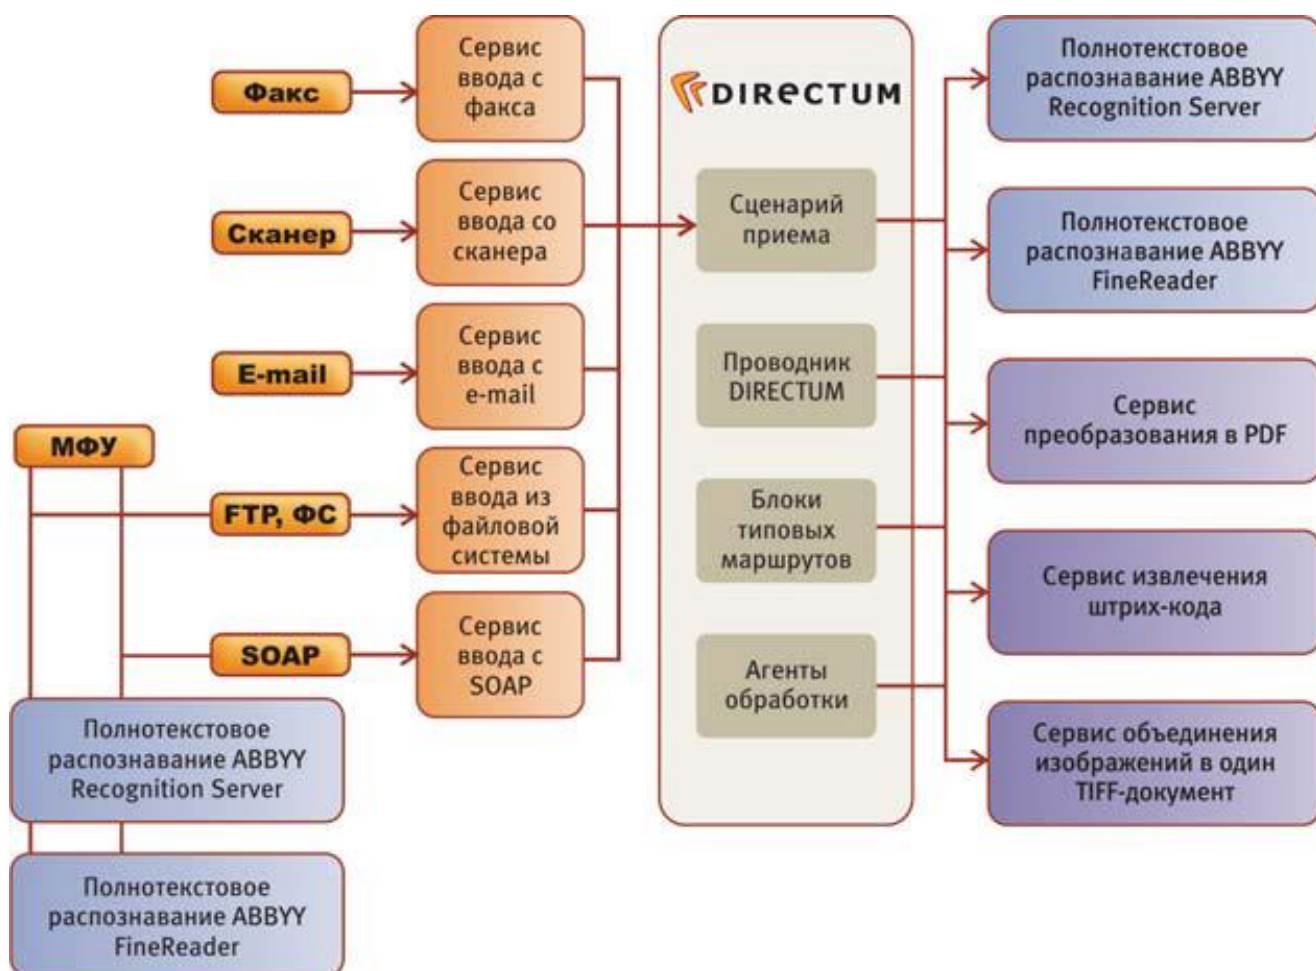 Факс
Сервис
ввода с
факса
Сканер
Сервис
ввода со
сканера
E-mail
Сервис
ввода с
e-mail
МФУ
FTP, ФС
Сервис
ввода из
файловой
системы
SOAP
Сервис
ввода с
SOAP
Полнотекстовое
распознавание ABBYY
Recognition Server
Полнотекстовое
распознавание ABBYY
FineReader
DIRECTUM
Сценарий
приема
Проводник
DIRECTUM
Блоки
типовых
маршрутов
Агенты
обработки
Полнотекстовое
распознавание ABBYY
Recognition Server
Полнотекстовое
распознавание ABBYY
FineReader
Сервис
преобразования в PDF
Сервис извлечения
штрих-кода
Сервис объединения
изображений в один
TIFF-документ